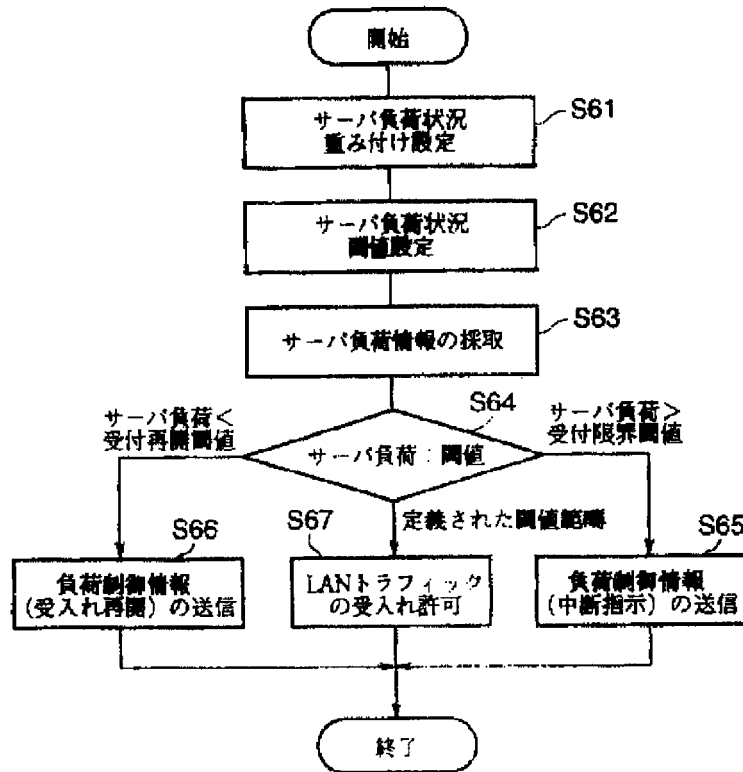 開始
サーバ負荷状況
重み付け設定
S61
サーバ負荷状況
閾値設定
S62
サーバ負荷情報の採取
S63
サーバ負荷<
受付再開閾値
S64
サーバ負荷>
受付限界閾値
サーバ負荷：閾値
定義された閾値範疇
S66
負荷制御情報
(受入れ再開) の送信
S67
LANトラフィック
の受入れ許可
S65
負荷制御情報
(中断指示) の送信
終了